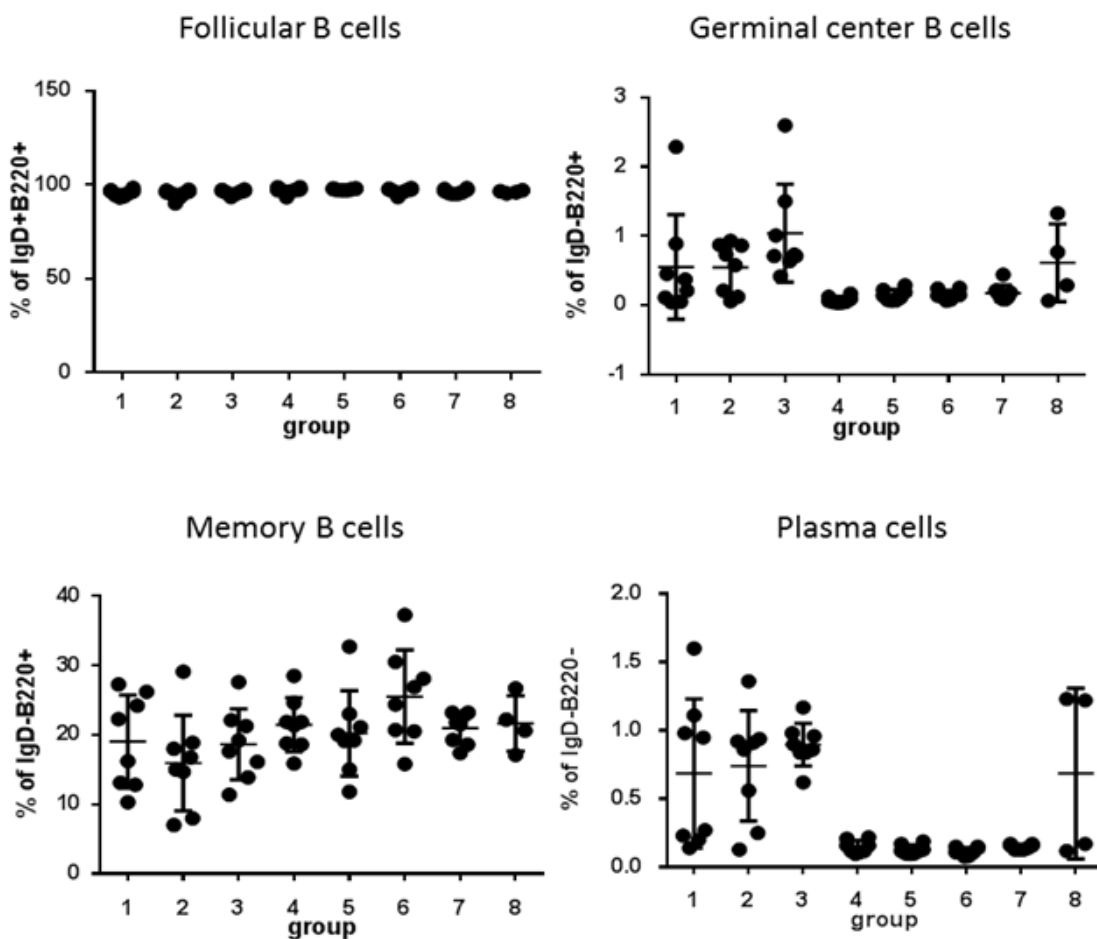 Follicular B cells
% of IgD+B220+
150
100
50
0
1 2 3 4 5 6 7 8
group
Germinal center B cells
% of IgD-B220+
3
2
1
0
-1
1 2 3 4 5 6 7 8
group
Memory B cells
% of IgD-B220+
40
30
20
10
0
1 2 3 4 5 6 7 8
group
Plasma cells
% of IgD-B220-
2.0
1.5
1.0
0.5
0.0
1 2 3 4 5 6 7 8
group